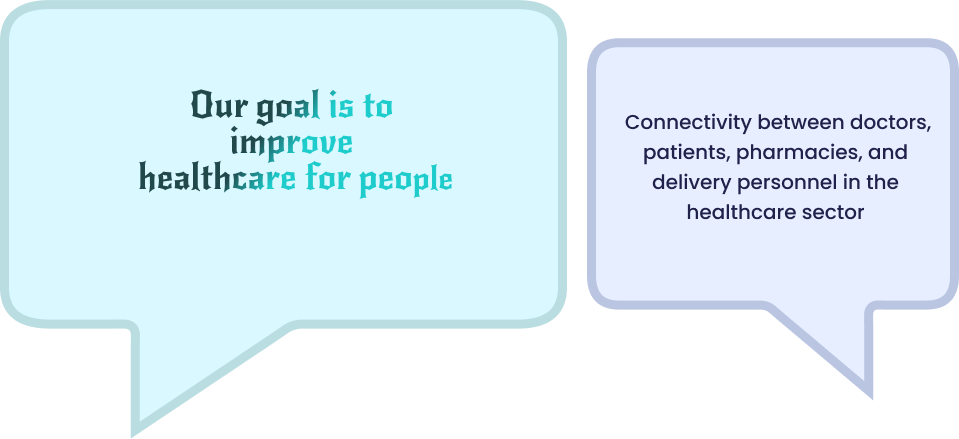 Our goal is to
improve
healthcare for people
Connectivity between doctors,
patients, pharmacies, and
delivery personnel in the
healthcare sector